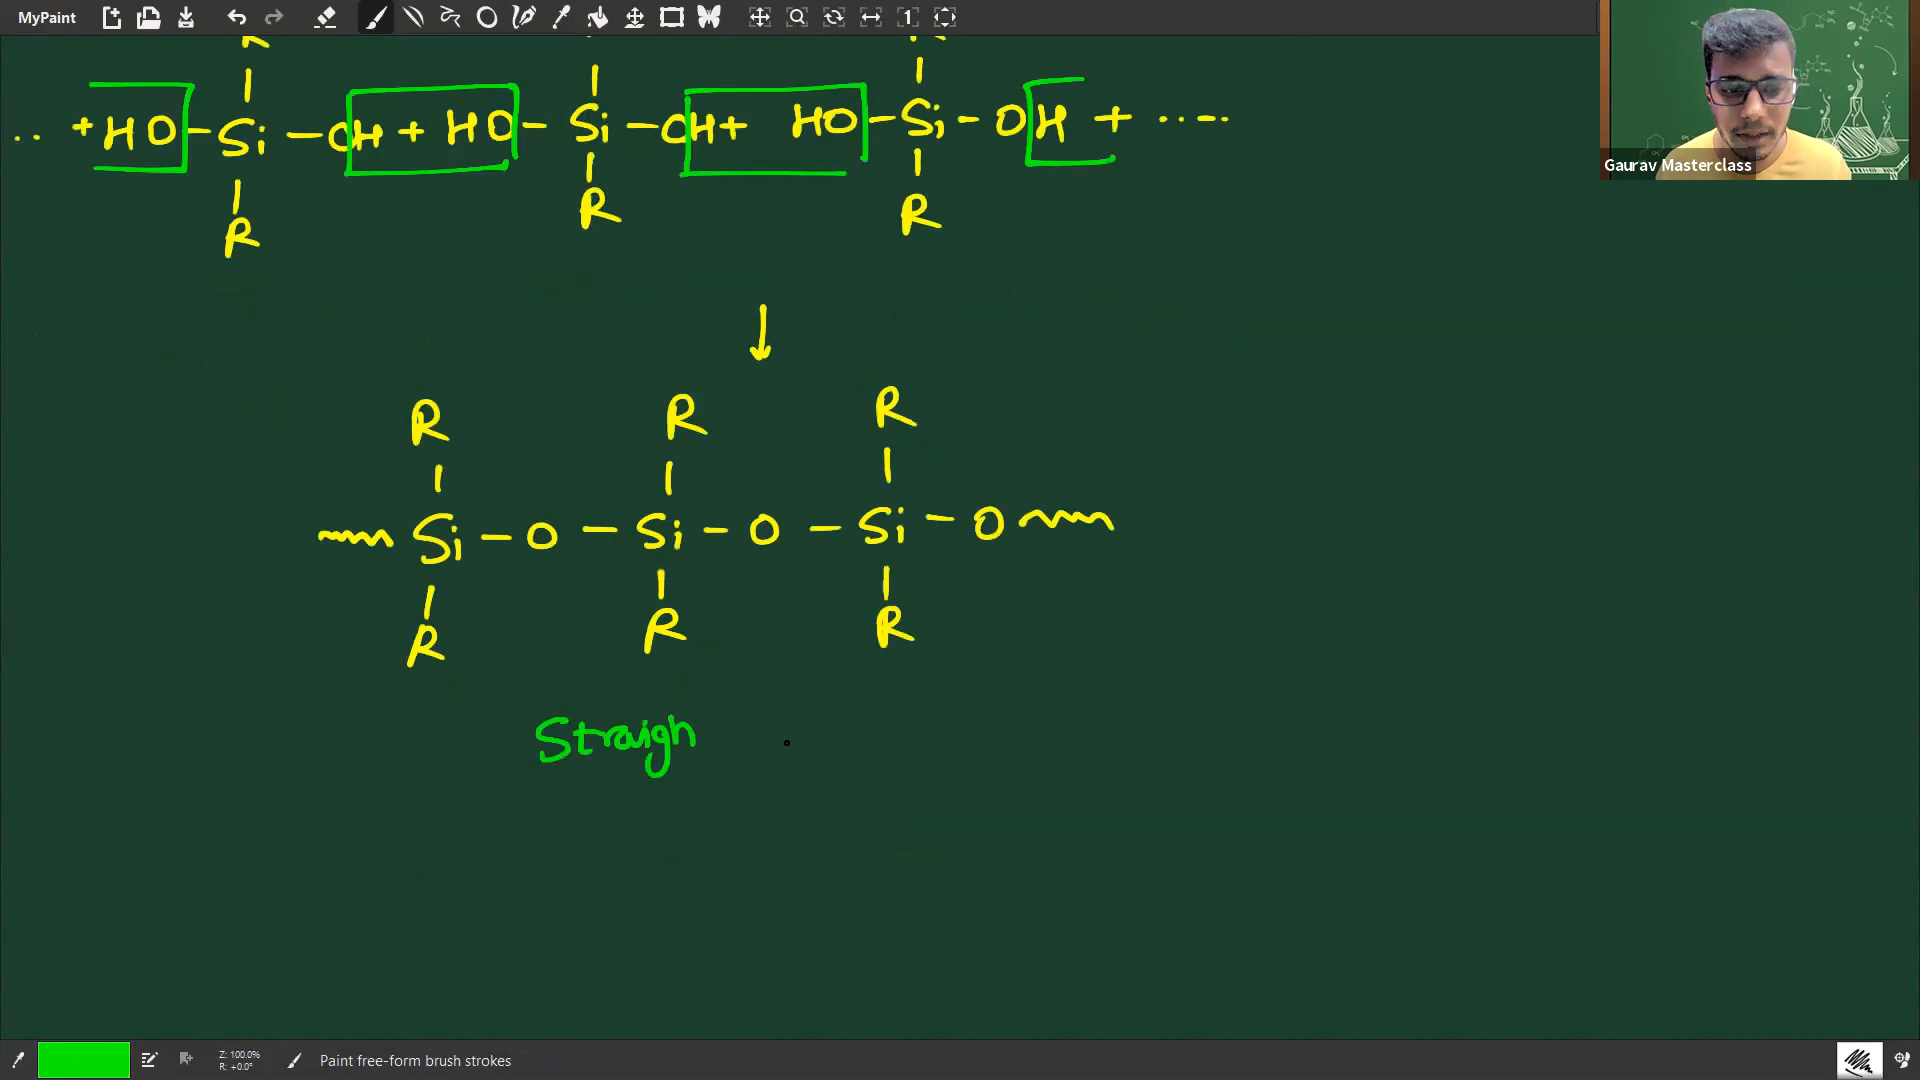 MyPaint
R
·· + HO – Si – OH + HO – Si – OH + HO – Si – OH + ····
R R R
Gaurav Masterclass
R R R
Si – O – Si – O – Si – O
R R R
Straigh
Z: 100.0%
R: +0.0°
Paint free-form brush strokes